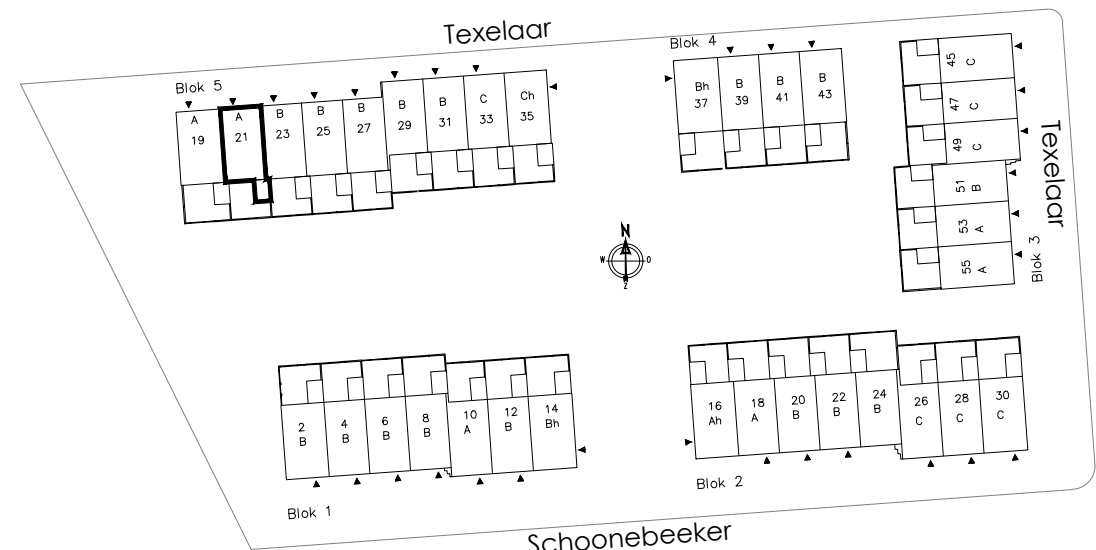 Texelaar
Blok 5
A
19
A
21
B
23
B
25
B
27
B
29
B
31
C
33
Ch
35
Blok 4
Bh
37
B
39
B
41
B
43
45
C
47
C
49
C
51
B
53
A
55
A
Texelaar
Blok 3
N
W
O
Z
2
B
4
B
6
B
8
B
10
A
12
B
14
Bh
Blok 1
16
Ah
18
A
20
B
22
B
24
B
26
C
28
C
30
C
Blok 2
Schoonebeeker